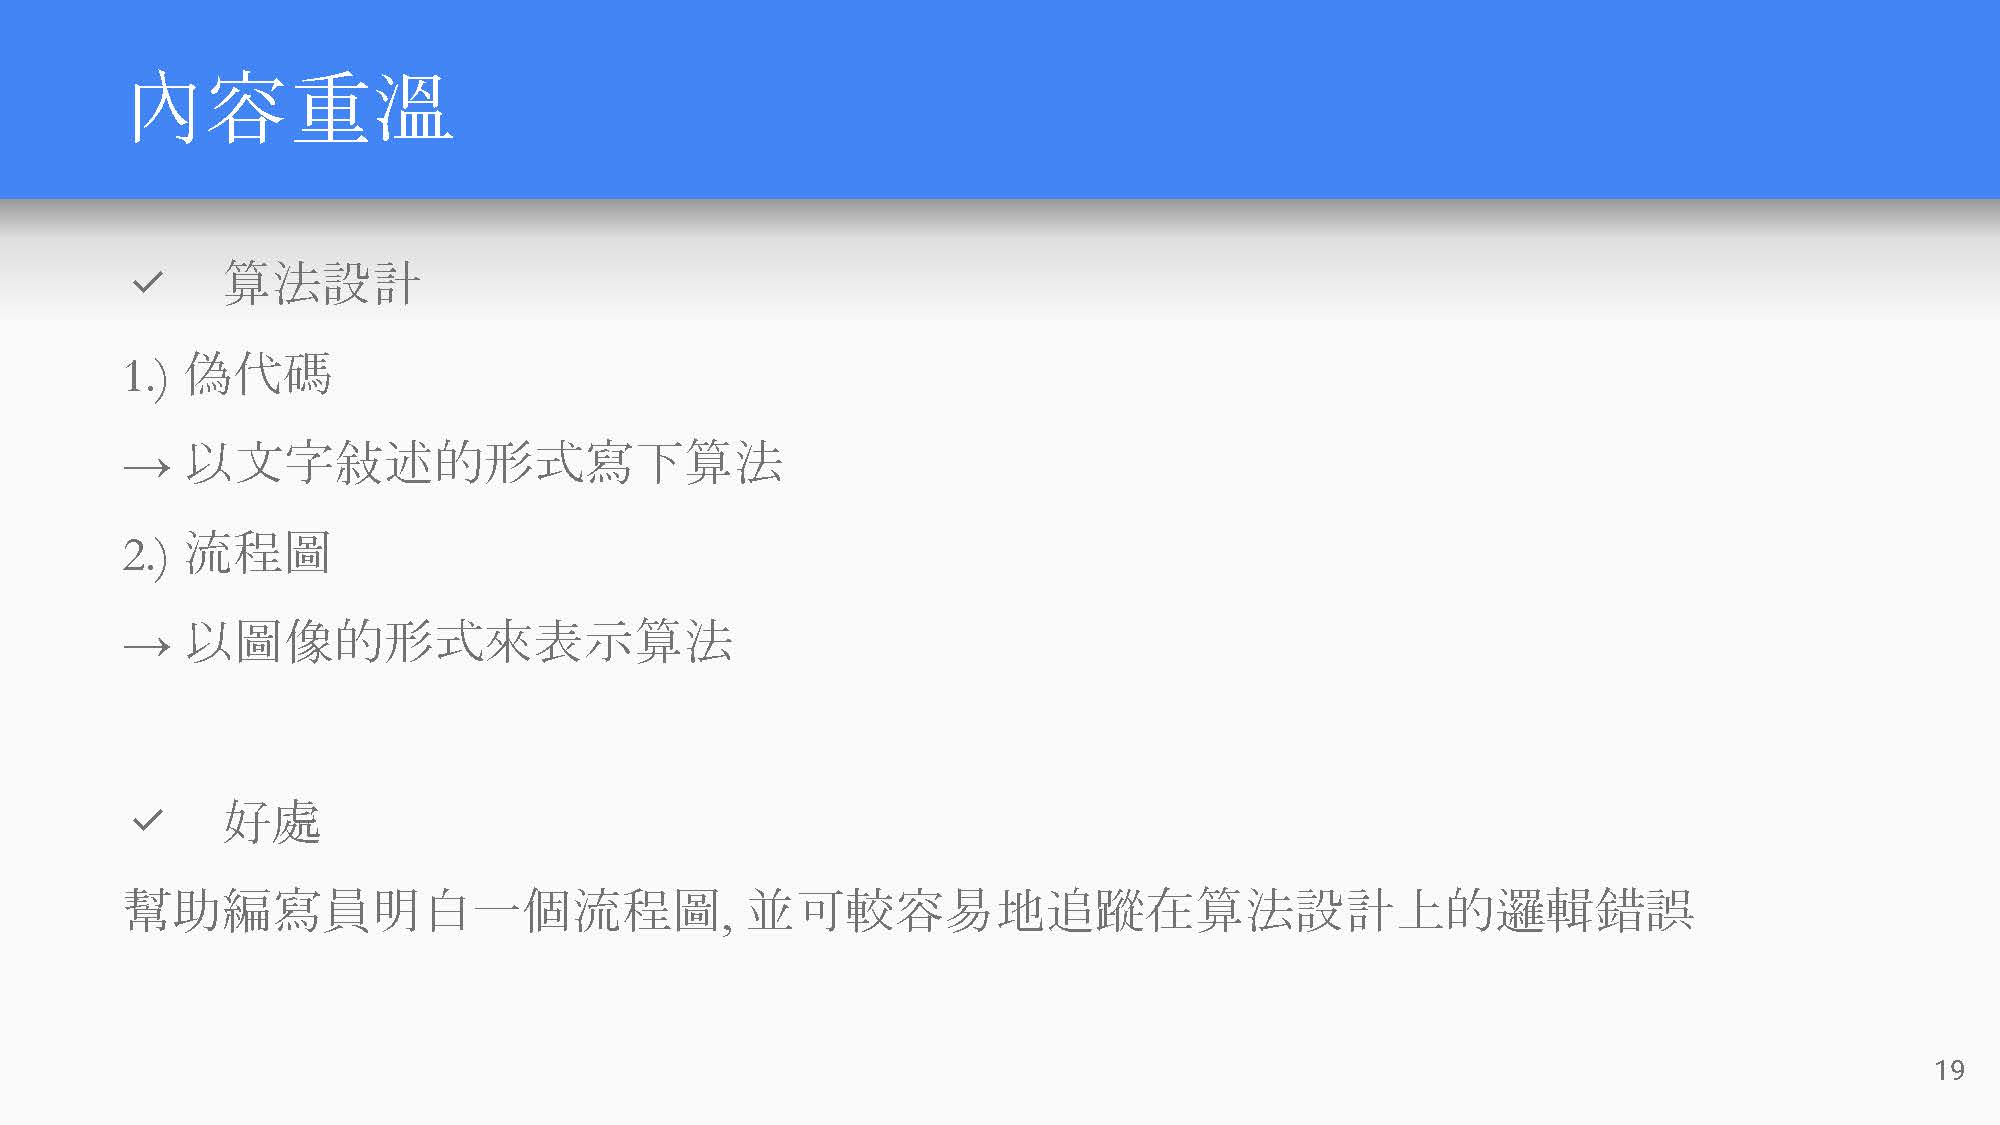 內容重溫
✓ 算法設計
1.) 偽代碼
→ 以文字敍述的形式寫下算法
2.) 流程圖
→ 以圖像的形式來表示算法
✓ 好處
幫助編寫員明白一個流程圖, 並可較容易地追蹤在算法設計上的邏輯錯誤
19